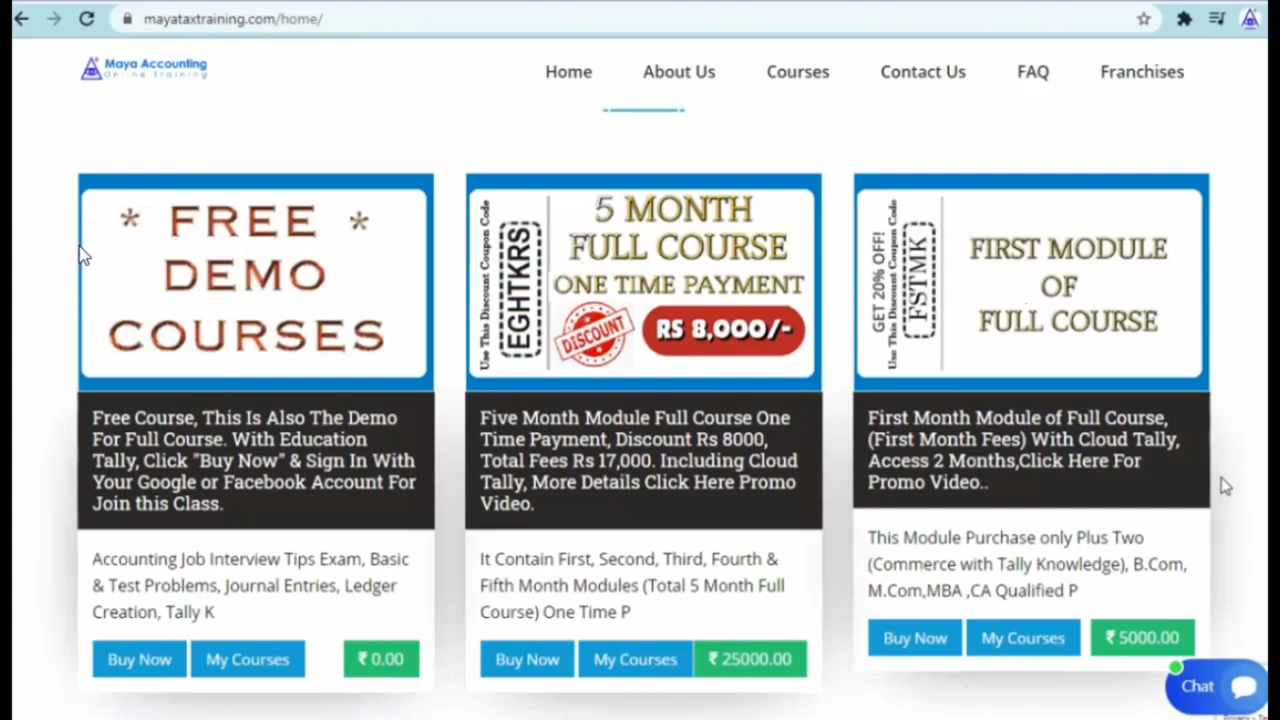 mayataxtraining.com/home/
Maya Accounting
Online Training
Home
About Us
Courses
Contact Us
FAQ
Franchises
* FREE *
DEMO
COURSES
Free Course, This Is Also The Demo
For Full Course. With Education
Tally, Click "Buy Now" & Sign In With
Your Google or Facebook Account For
Join this Class.
Accounting Job Interview Tips Exam, Basic
& Test Problems, Journal Entries, Ledger
Creation, Tally K
Buy Now
My Courses
₹ 0.00
Use This Discount Coupon Code
EGHTKRS
5 MONTH
FULL COURSE
ONE TIME PAYMENT
DISCOUNT
RS 8,000/-
Five Month Module Full Course One
Time Payment, Discount Rs 8000,
Total Fees Rs 17,000. Including Cloud
Tally, More Details Click Here Promo
Video.
It Contain First, Second, Third, Fourth &
Fifth Month Modules (Total 5 Month Full
Course) One Time P
Buy Now
My Courses
₹ 25000.00
GET 20% OFF!
Use This Discount Coupon Code
FSTMK
FIRST MODULE
OF
FULL COURSE
First Month Module of Full Course,
(First Month Fees) With Cloud Tally,
Access 2 Months,Click Here For
Promo Video..
This Module Purchase only Plus Two
(Commerce with Tally Knowledge), B.Com,
M.Com,MBA ,CA Qualified P
Buy Now
My Courses
₹ 5000.00
Chat